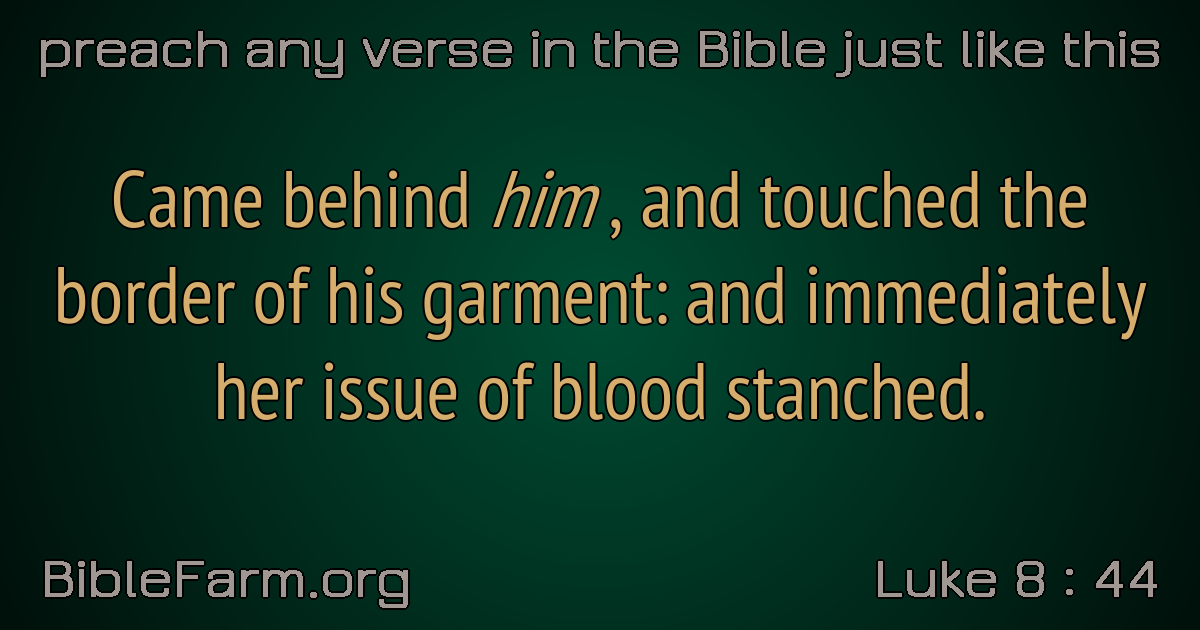 preach any verse in the Bible just like this
Came behind him , and touched the
border of his garment: and immediately
her issue of blood stanched.
BibleFarm.org
Luke 8 : 44